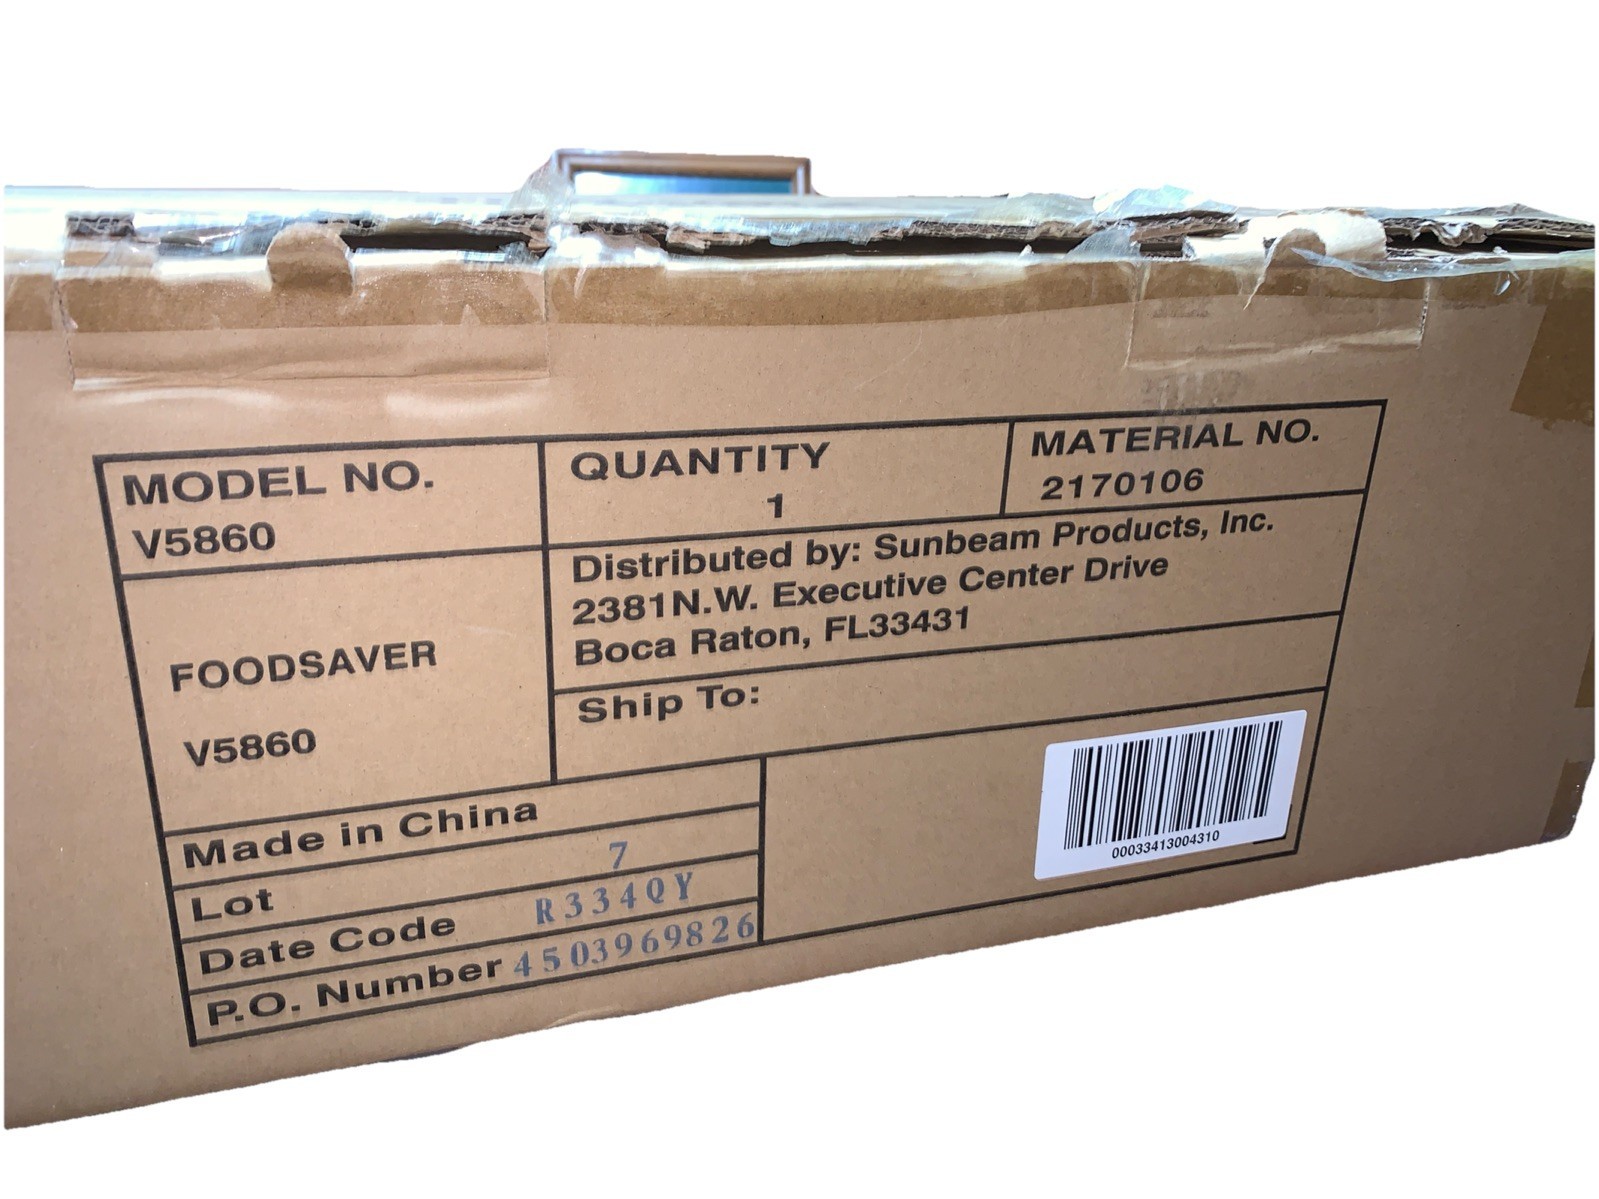 MODEL NO.
V5860
QUANTITY
1
MATERIAL NO.
2170106
FOODSAVER
V5860
Distributed by: Sunbeam Products, Inc.
2381N.W. Executive Center Drive
Boca Raton, FL33431
Ship To:
Made in China
Lot 7
Date Code R334QY
P.O. Number 4503969826
00033413004310